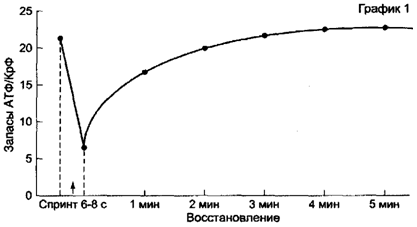 График 1
Запасы АТФ/КрФ
25
20
15
10
5
0
Спринт 6-8 с
1 мин
2 мин
3 мин
4 мин
5 мин
Восстановление